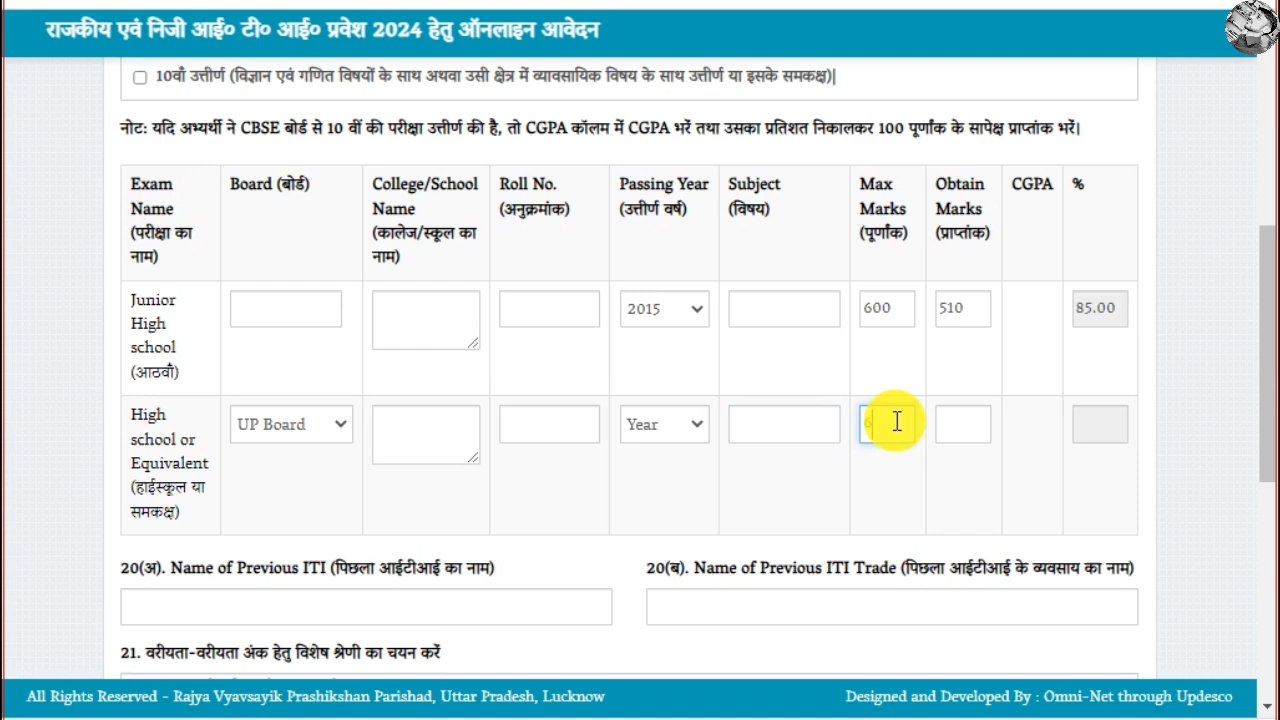 राजकीय एवं निजी आई० टी० आई० प्रवेश 2024 हेतु ऑनलाइन आवेदन
10वाँ उत्तीर्ण (विज्ञान एवं गणित विषयों के साथ अथवा उसी क्षेत्र में व्यावसायिक विषय के साथ उत्तीर्ण या इसके समकक्ष)|
नोट: यदि अभ्यर्थी ने CBSE बोर्ड से 10 वीं की परीक्षा उत्तीर्ण की है, तो CGPA कॉलम में CGPA भरें तथा उसका प्रतिशत निकालकर 100 पूर्णांक के सापेक्ष प्राप्तांक भरें।
Exam Name (परीक्षा का नाम)
Board (बोर्ड)
College/School Name (कालेज/स्कूल का नाम)
Roll No. (अनुक्रमांक)
Passing Year (उत्तीर्ण वर्ष)
Subject (विषय)
Max Marks (पूर्णांक)
Obtain Marks (प्राप्तांक)
CGPA
%
Junior High school (आठवीं)
2015
600
510
85.00
High school or Equivalent (हाईस्कूल या समकक्ष)
UP Board
Year
6
20(अ). Name of Previous ITI (पिछला आईटीआई का नाम)
20(ब). Name of Previous ITI Trade (पिछला आईटीआई के व्यवसाय का नाम)
21. वरीयता-वरीयता अंक हेतु विशेष श्रेणी का चयन करें
All Rights Reserved - Rajya Vyavsayik Prashikshan Parishad, Uttar Pradesh, Lucknow
Designed and Developed By : Omni-Net through Updesco